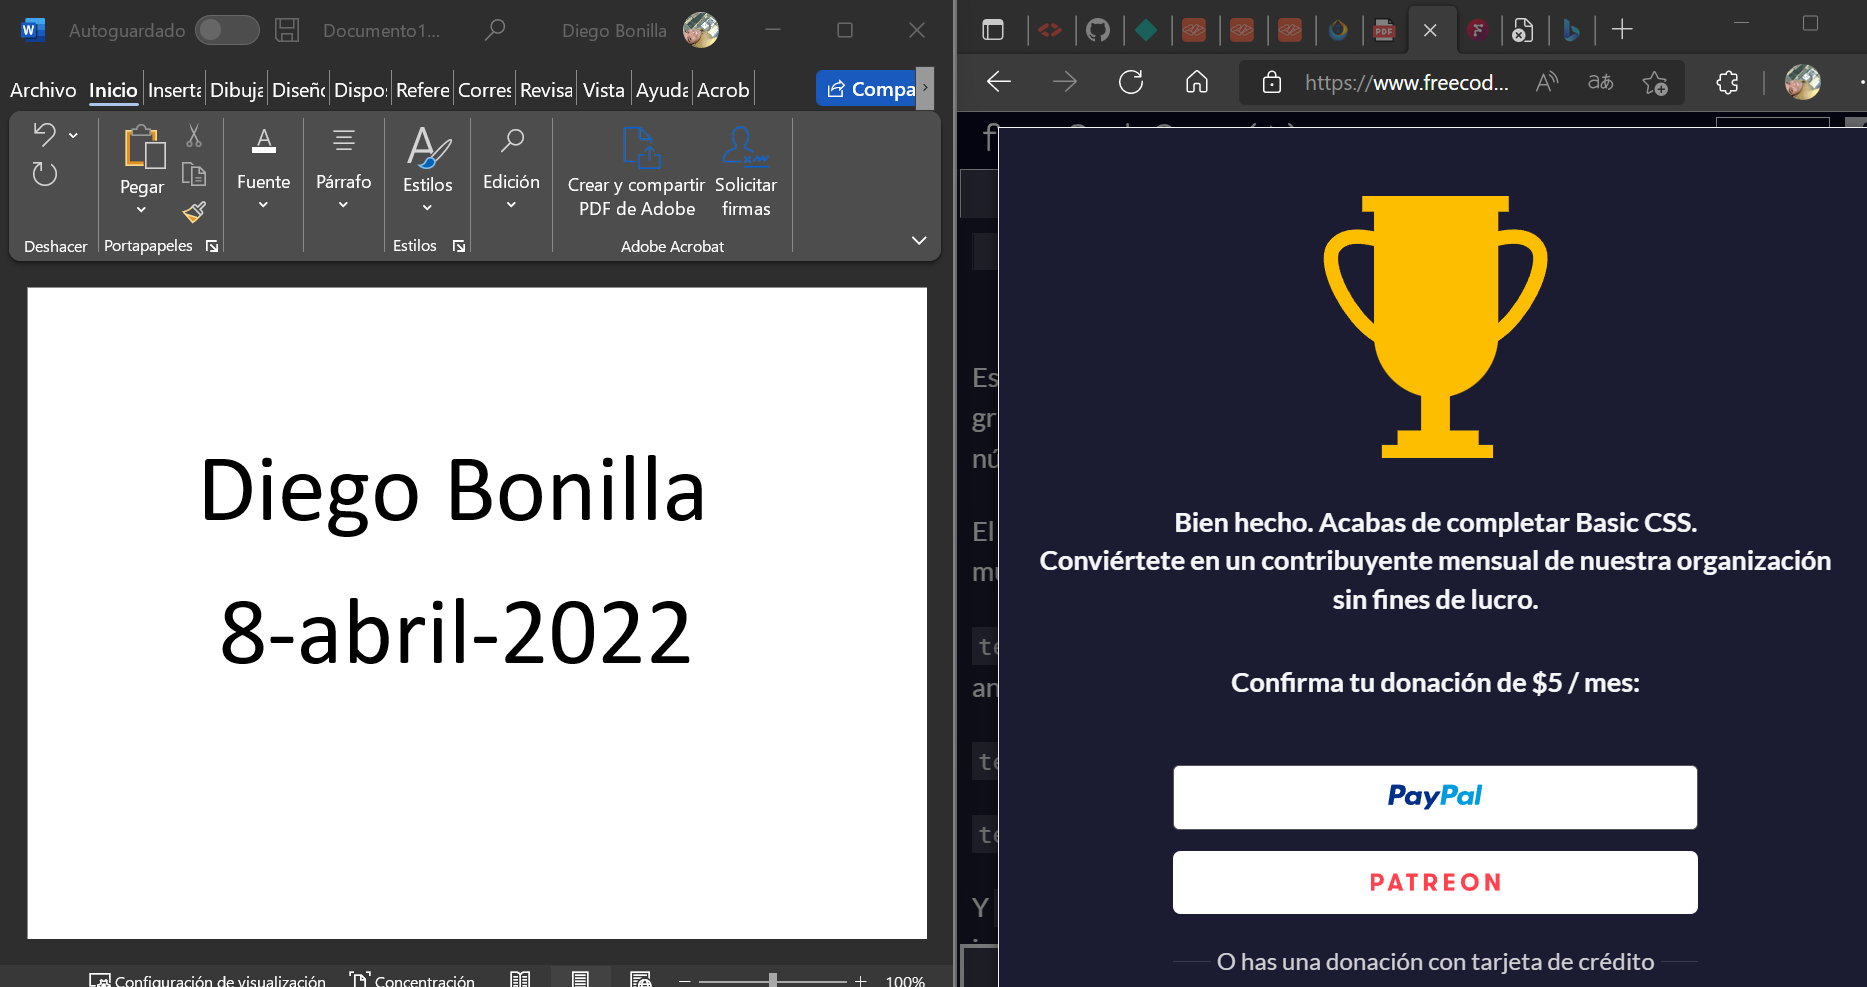 Autoguardado
Documento1...
Diego Bonilla
Archivo Inicio Inserta Dibuja Diseño Dispo: Refere Corres Revisa Vista Ayuda Acrob
Compa
Pegar
Fuente
Párrafo
Estilos
Edición
Crear y compartir PDF de Adobe
Solicitar firmas
Deshacer
Portapapeles
Estilos
Adobe Acrobat
Diego Bonilla
8-abril-2022
Configuración de visualización
Concentración
100%
PDF
https://www.freecod...
Es
gr
nú
El
mu
te
an
te
te
Y
Bien hecho. Acabas de completar Basic CSS.
Conviértete en un contribuyente mensual de nuestra organización
sin fines de lucro.
Confirma tu donación de $5 / mes:
PayPal
PATREON
O has una donación con tarjeta de crédito